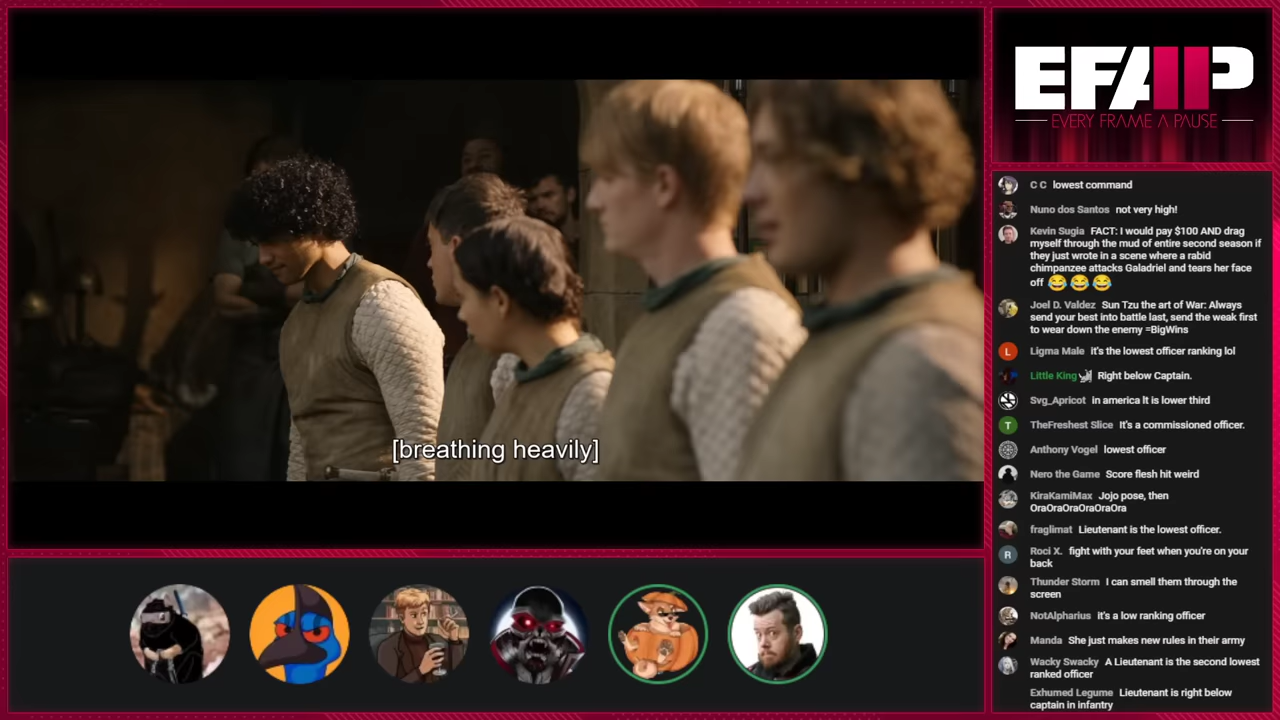 [breathing heavily]
EFAP
EVERY FRAME A PAUSE
C C lowest command
Nuno dos Santos not very high!
Kevin Sugia FACT: I would pay $100 AND drag
myself through the mud of entire second season if
they just wrote in a scene where a rabid
chimpanzee attacks Galadriel and tears her face
off 😂😂😂
Joel D. Valdez Sun Tzu the art of War: Always
send your best into battle last, send the weak first
to wear down the enemy =BigWins
L
Ligma Male it's the lowest officer ranking lol
Little King Right below Captain.
Svg_Apricot in america It is lower third
T
TheFreshest Slice It's a commissioned officer.
Anthony Vogel lowest officer
Nero the Game Score flesh hit weird
KiraKamiMax Jojo pose, then
OraOraOraOraOraOra
fraglimat Lieutenant is the lowest officer.
R
Roci X. fight with your feet when you're on your
back
Thunder Storm I can smell them through the
screen
NotAlpharius it's a low ranking officer
Manda She just makes new rules in their army
Wacky Swacky A Lieutenant is the second lowest
ranked officer
Exhumed Legume Lieutenant is right below
captain in infantry